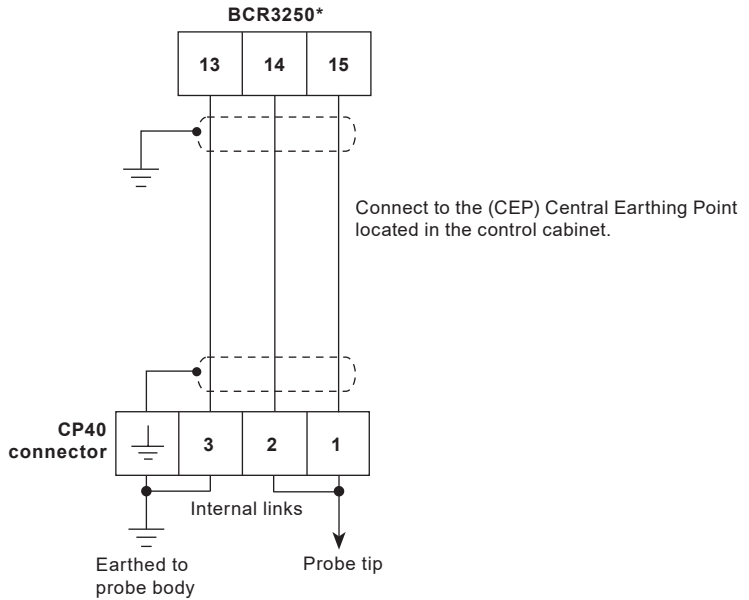 BCR3250*
13 14 15
Connect to the (CEP) Central Earthing Point
located in the control cabinet.
CP40
connector
3 2 1
Internal links
Earthed to
probe body
Probe tip